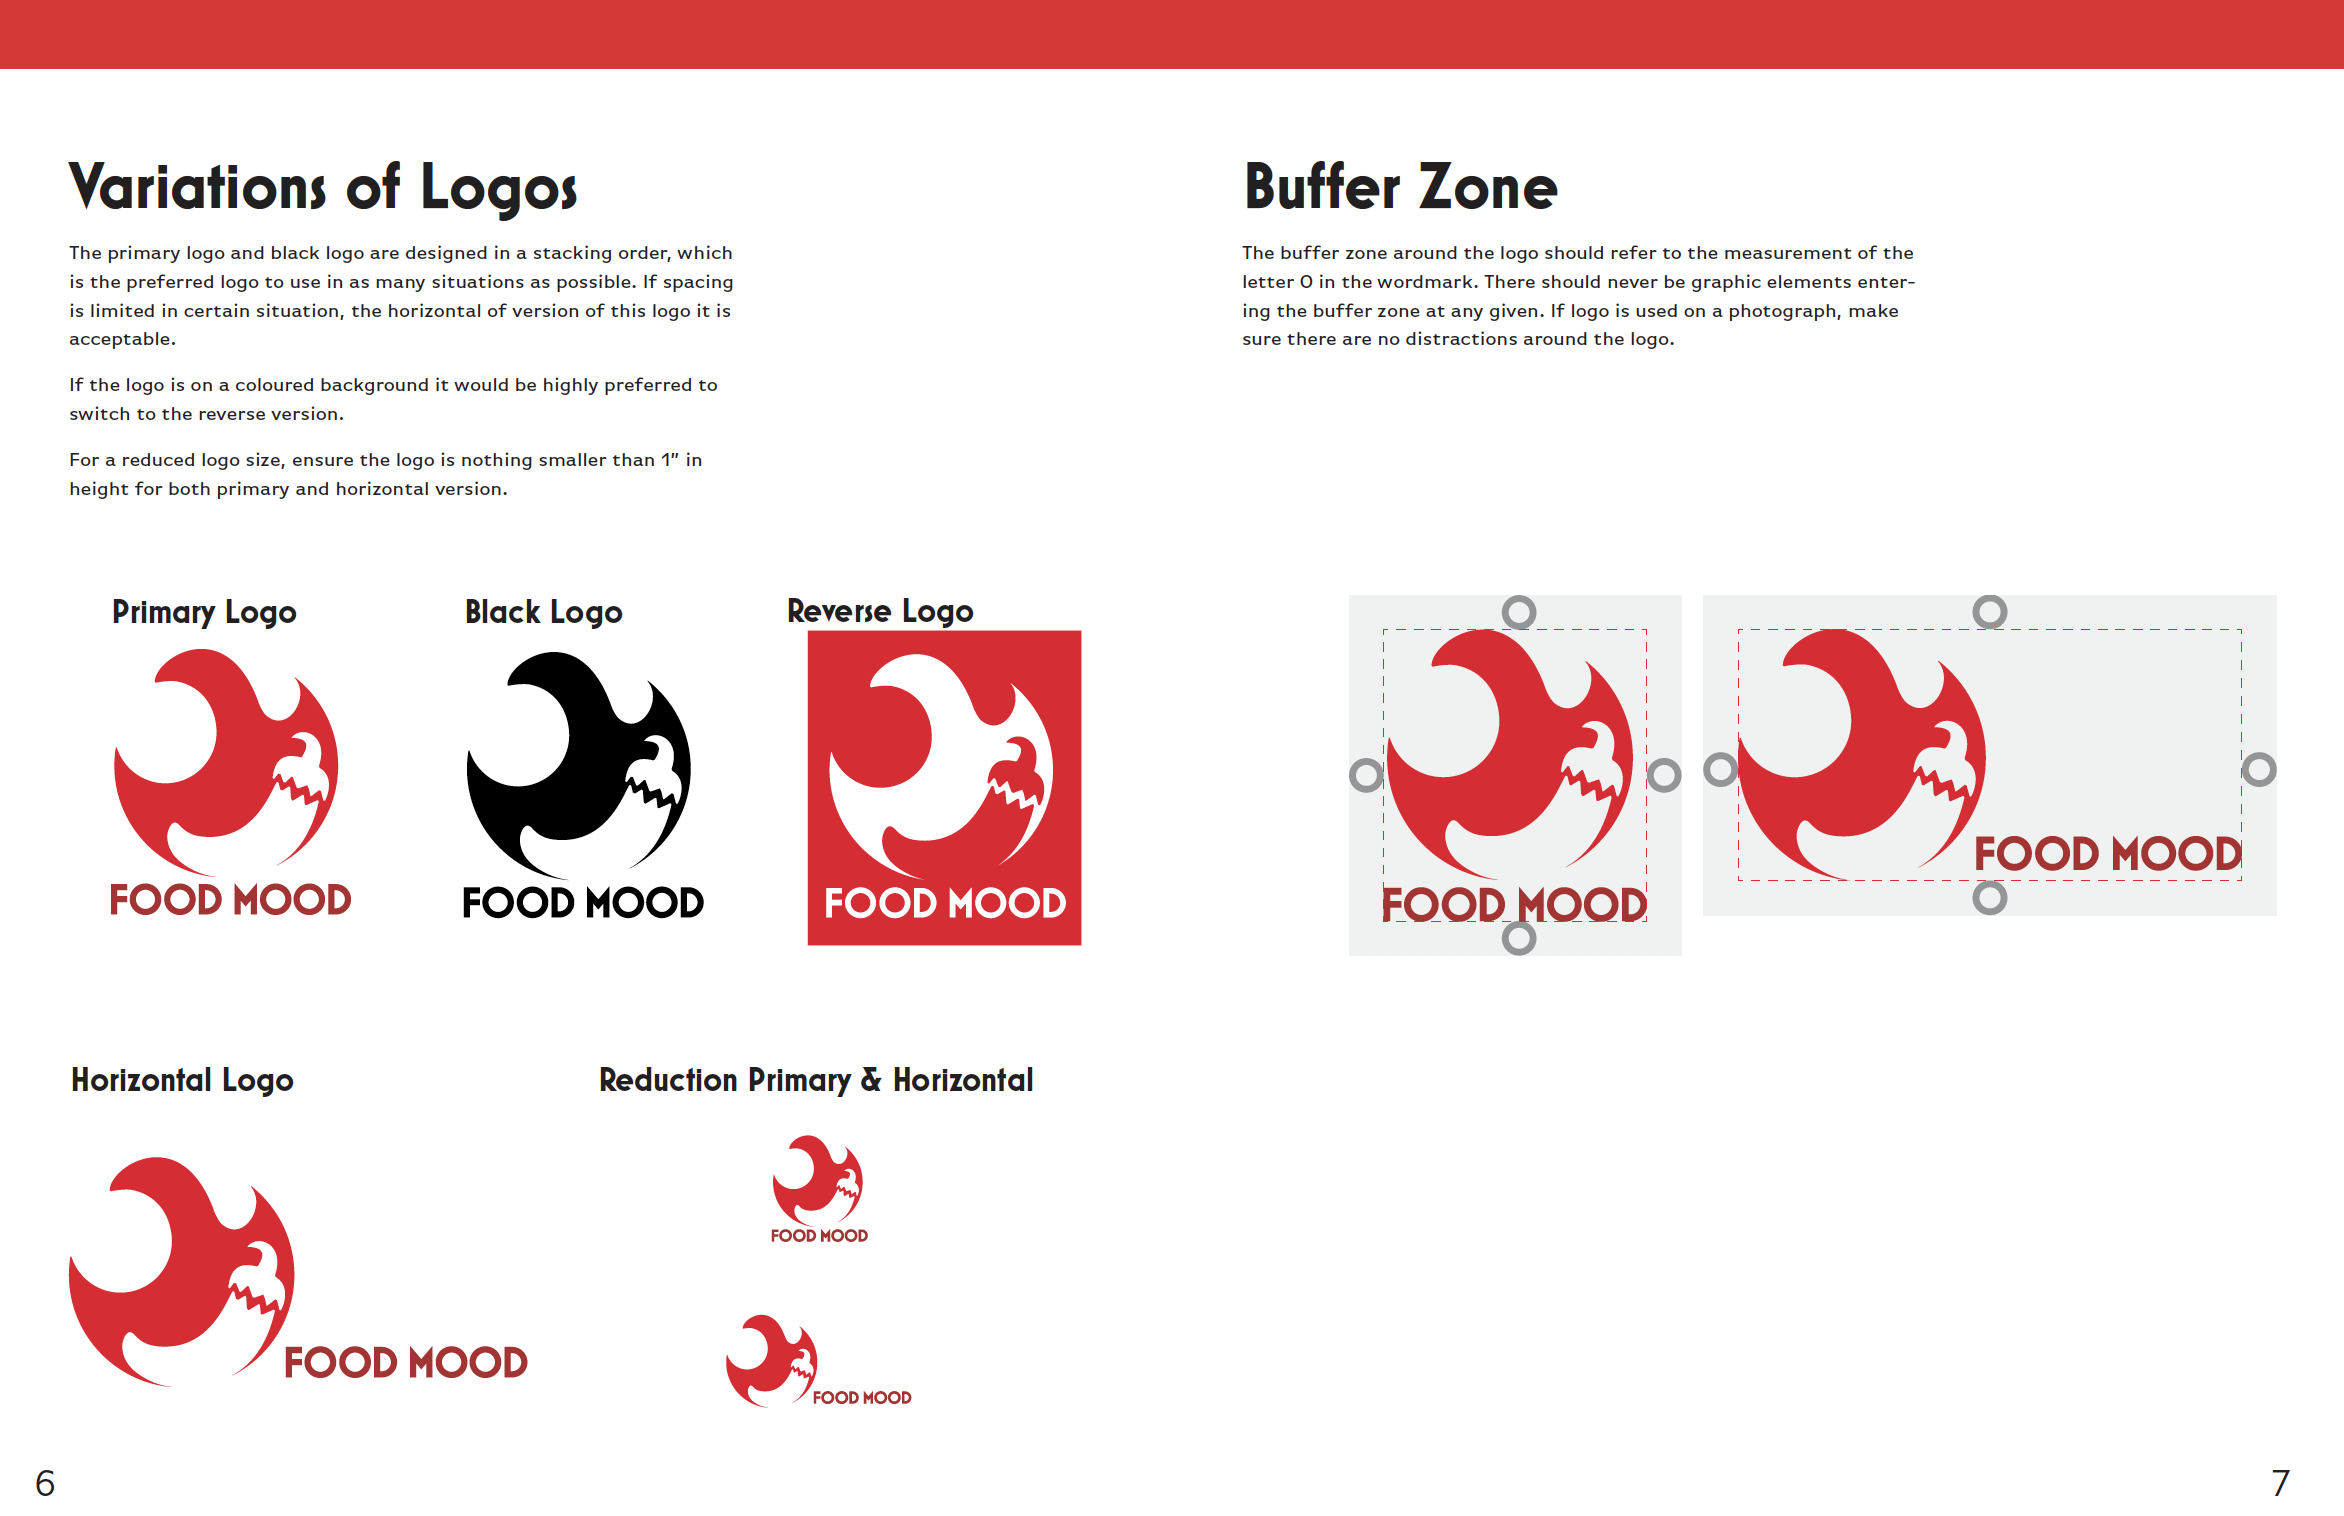 Variations of Logos
The primary logo and black logo are designed in a stacking order, which
is the preferred logo to use in as many situations as possible. If spacing
is limited in certain situation, the horizontal of version of this logo it is
acceptable.
If the logo is on a coloured background it would be highly preferred to
switch to the reverse version.
For a reduced logo size, ensure the logo is nothing smaller than 1" in
height for both primary and horizontal version.
Primary Logo
FOOD MOOD
Black Logo
FOOD MOOD
Reverse Logo
FOOD MOOD
Horizontal Logo
FOOD MOOD
Reduction Primary & Horizontal
FOOD MOOD
FOOD MOOD
6
Buffer Zone
The buffer zone around the logo should refer to the measurement of the
letter O in the wordmark. There should never be graphic elements enter-
ing the buffer zone at any given. If logo is used on a photograph, make
sure there are no distractions around the logo.
FOOD MOOD
FOOD MOOD
7